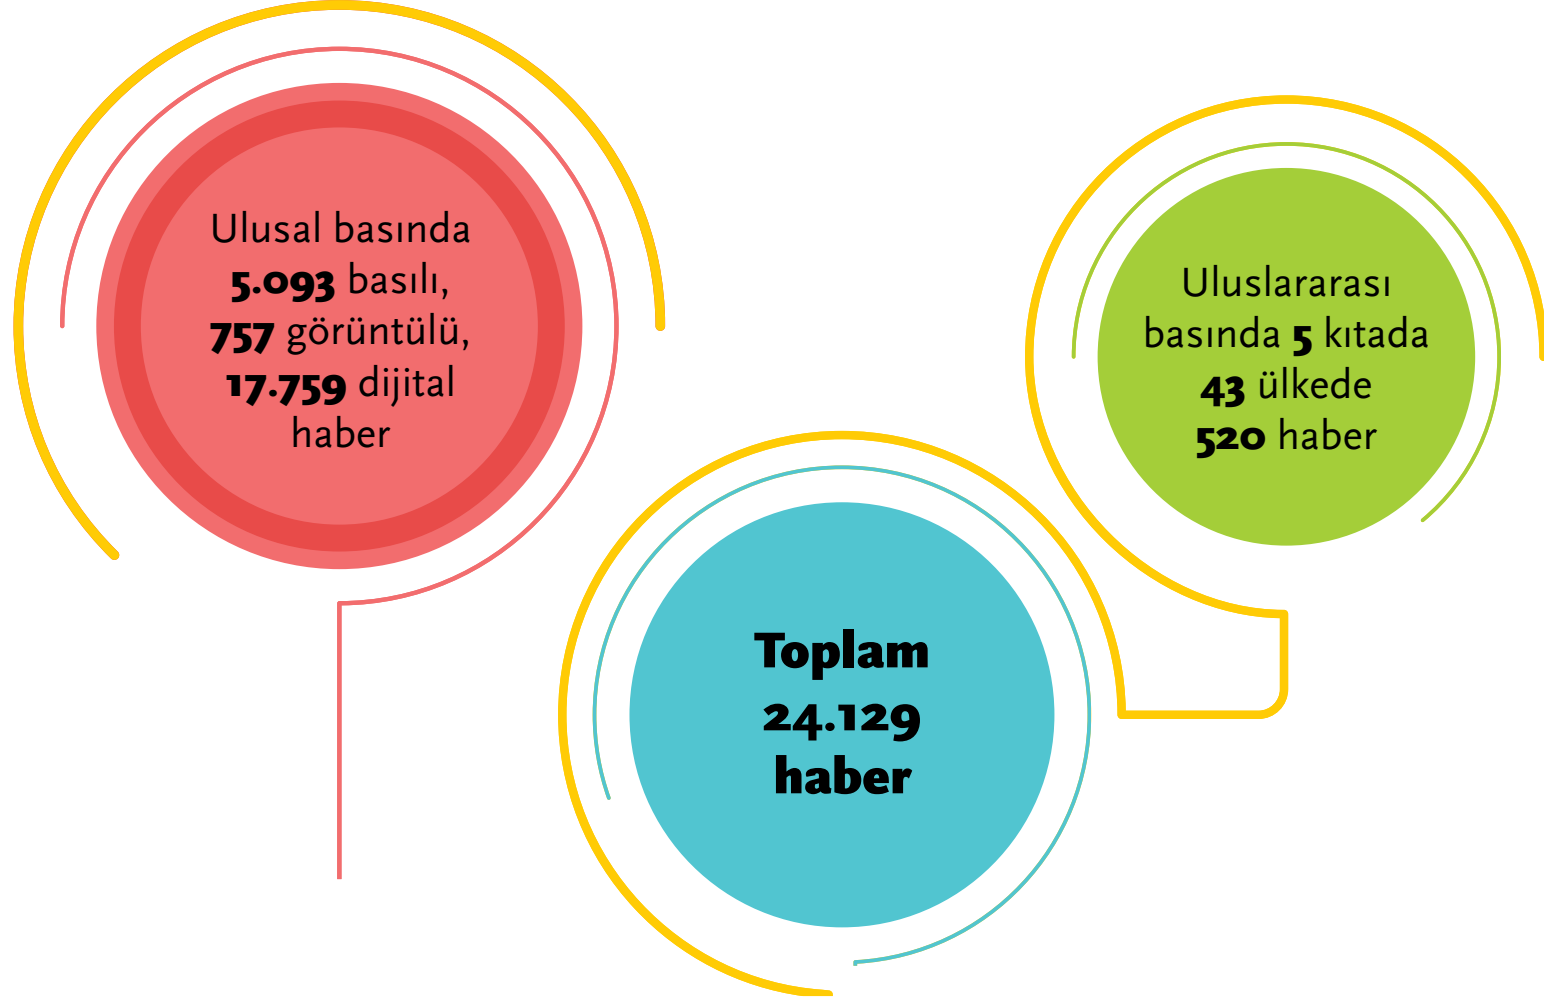 Ulusal basında
5.093 basılı,
757 görüntülü,
17.759 dijital
haber
Uluslararası
basında 5 kıtada
43 ülkede
520 haber
Toplam
24.129
haber